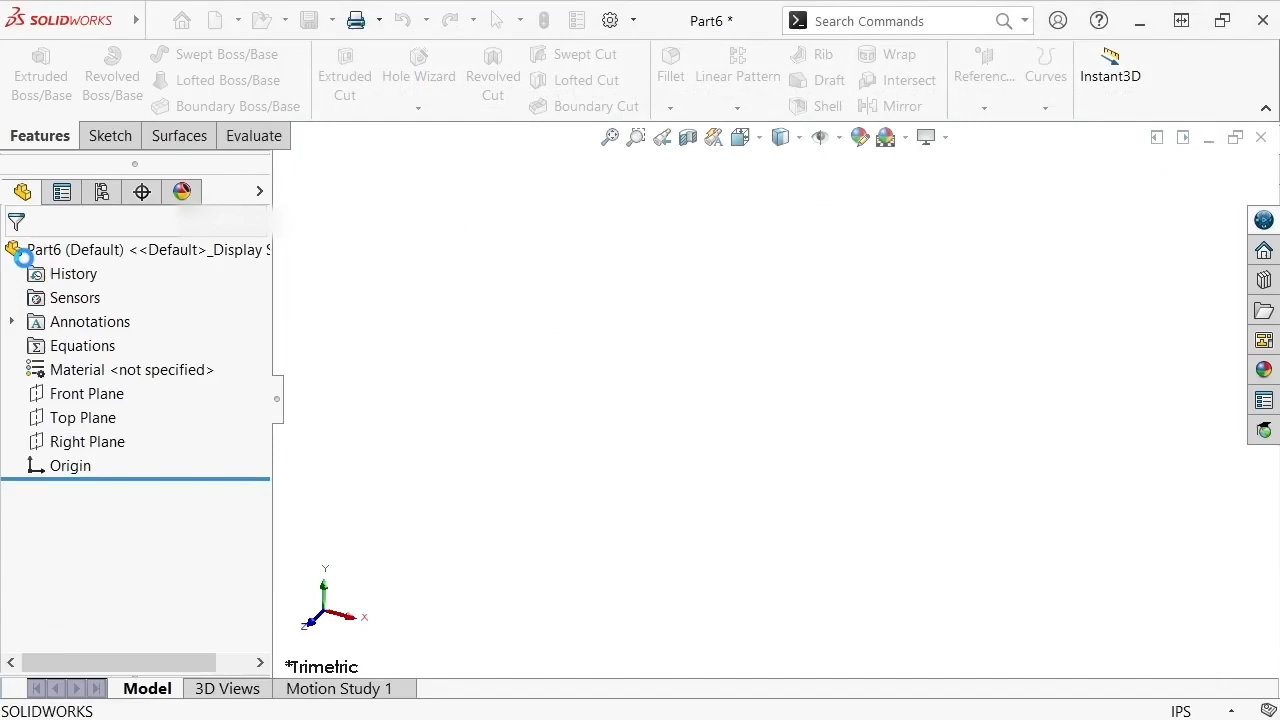 SOLIDWORKS
Part6 *
Search Commands
Extruded Boss/Base
Revolved Boss/Base
Swept Boss/Base
Lofted Boss/Base
Boundary Boss/Base
Extruded Cut
Hole Wizard
Revolved Cut
Swept Cut
Lofted Cut
Boundary Cut
Fillet
Linear Pattern
Rib
Draft
Shell
Wrap
Intersect
Mirror
Referenc...
Curves
Instant3D
Features
Sketch
Surfaces
Evaluate
Part6 (Default) <<Default>_Display S
History
Sensors
Annotations
Equations
Material <not specified>
Front Plane
Top Plane
Right Plane
Origin
Y
X
Z
*Trimetric
Model
3D Views
Motion Study 1
SOLIDWORKS
IPS